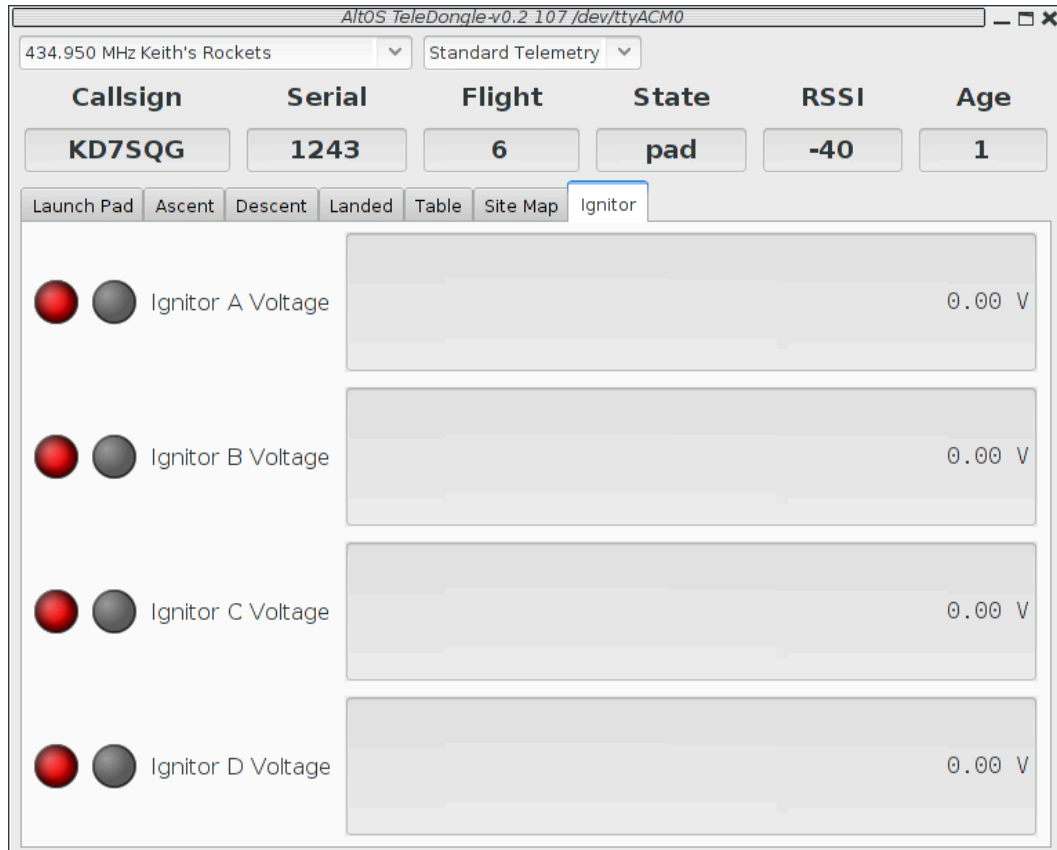 AltOS TeleDongle-v0.2 107 /dev/ttyACM0
434.950 MHz Keith's Rockets Standard Telemetry
Callsign Serial Flight State RSSI Age
KD7SQG 1243 6 pad -40 1
Launch Pad Ascent Descent Landed Table Site Map Ignitor
Ignitor A Voltage 0.00 V
Ignitor B Voltage 0.00 V
Ignitor C Voltage 0.00 V
Ignitor D Voltage 0.00 V